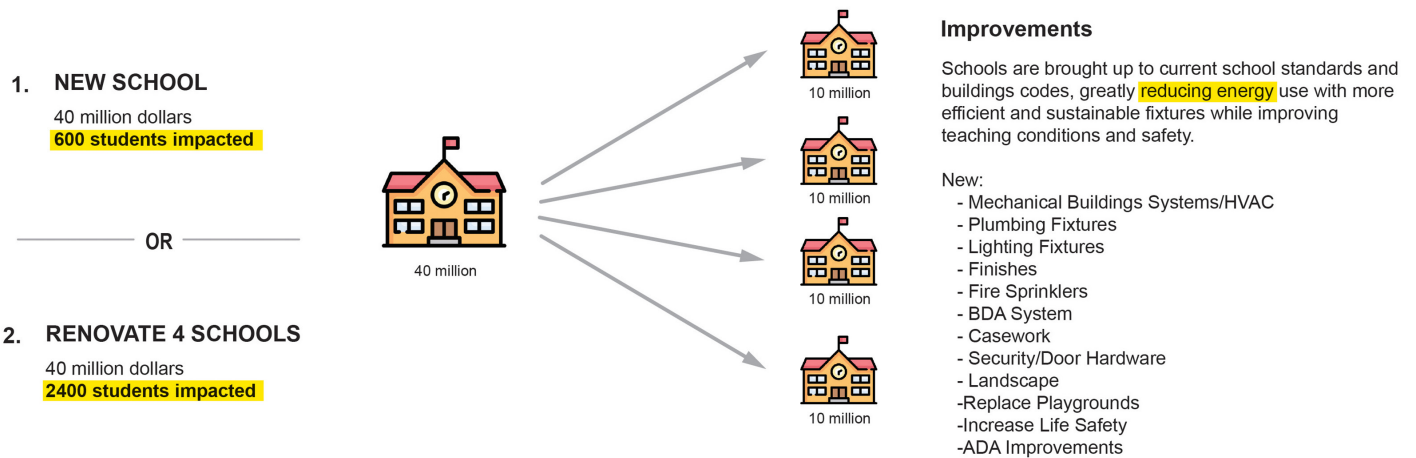 1. NEW SCHOOL
40 million dollars
600 students impacted
OR
2. RENOVATE 4 SCHOOLS
40 million dollars
2400 students impacted
40 million
10 million
10 million
10 million
10 million
Improvements
Schools are brought up to current school standards and
buildings codes, greatly reducing energy use with more
efficient and sustainable fixtures while improving
teaching conditions and safety.
New:
- Mechanical Buildings Systems/HVAC
- Plumbing Fixtures
- Lighting Fixtures
- Finishes
- Fire Sprinklers
- BDA System
- Casework
- Security/Door Hardware
- Landscape
-Replace Playgrounds
-Increase Life Safety
-ADA Improvements